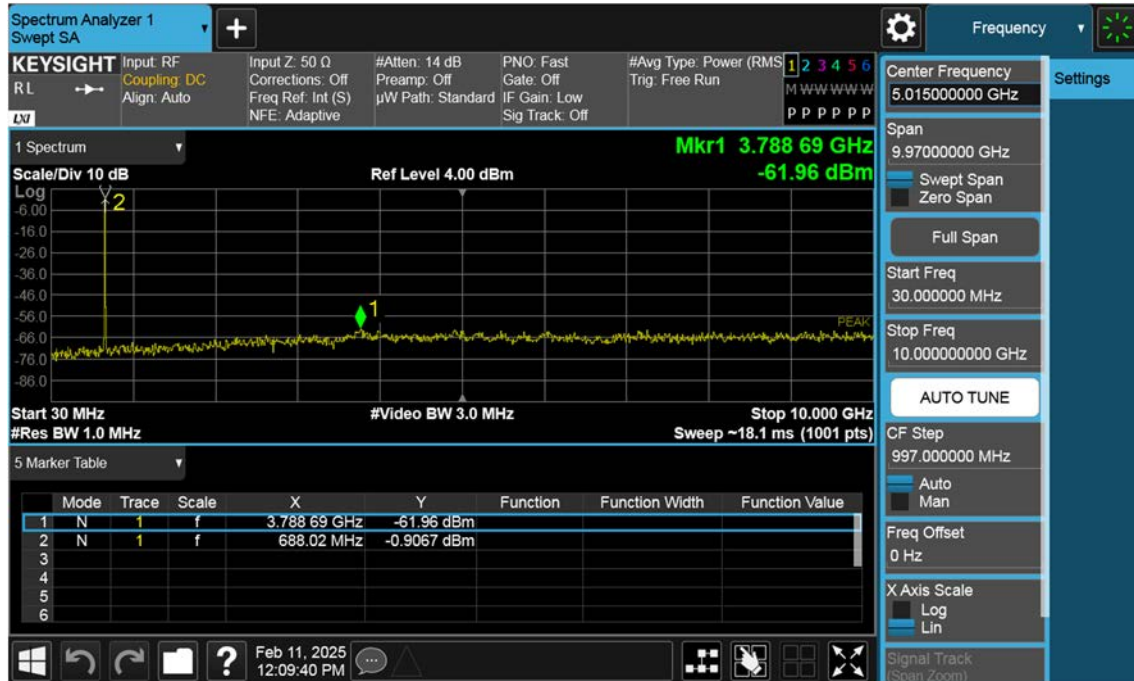 Spectrum Analyzer 1
Swept SA
+
Frequency
KEYSIGHT
RL
LXI
Input: RF
Coupling: DC
Align: Auto
Input Z: 50 Ω
Corrections: Off
Freq Ref: Int (S)
NFE: Adaptive
#Atten: 14 dB
Preamp: Off
µW Path: Standard
PNO: Fast
Gate: Off
IF Gain: Low
Sig Track: Off
#Avg Type: Power (RMS
Trig: Free Run
1 2 3 4 5 6
M W W W W W
P P P P P P
1 Spectrum
Scale/Div 10 dB
Ref Level 4.00 dBm
Mkr1 3.788 69 GHz
-61.96 dBm
Log
-6.00
-16.0
-26.0
-36.0
-46.0
-56.0
-66.0
-76.0
-86.0
2
1
PEAK
Start 30 MHz
#Video BW 3.0 MHz
Stop 10.000 GHz
#Res BW 1.0 MHz
Sweep ~18.1 ms (1001 pts)
5 Marker Table
Mode Trace Scale X Y Function Function Width Function Value
1 N 1 f 3.788 69 GHz -61.96 dBm
2 N 1 f 688.02 MHz -0.9067 dBm
3
4
5
6
Feb 11, 2025
12:09:40 PM
?
Center Frequency
5.015000000 GHz
Settings
Span
9.97000000 GHz
Swept Span
Zero Span
Full Span
Start Freq
30.000000 MHz
Stop Freq
10.000000000 GHz
AUTO TUNE
CF Step
997.000000 MHz
Auto
Man
Freq Offset
0 Hz
X Axis Scale
Log
Lin
Signal Track
(Span Zoom)